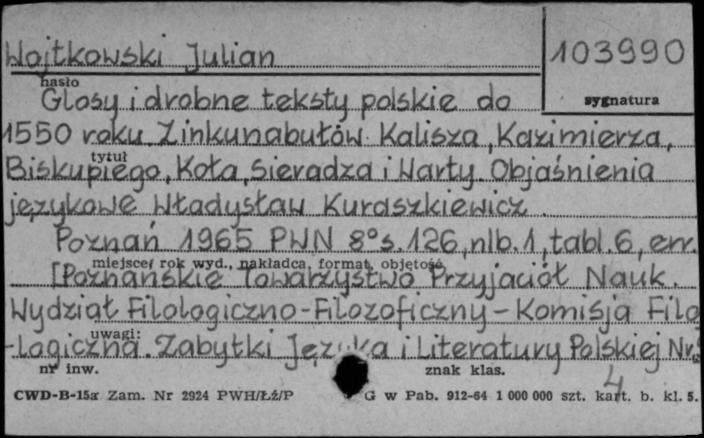 Wojtkowski Julian
103990
hasło
sygnatura
Glosy i drobne teksty polskie do
1550 roku. Z inkunabułów Kalisza, Kazimierza,
tytuł
Biskupiego, Koła, Sieradza i Warty. Objaśnienia
językowe Władysław Kuraszkiewicz.
Poznań 1965 PWN 8° s. 126, nlb. 1, tabl. 6, err.
miejsce, rok wyd., nakładca, format, objętość
[Poznańskie Towarzystwo Przyjaciół Nauk.
Wydział Filologiczno-Filozoficzny - Komisja Filo
uwagi:
-logiczna. Zabytki Języka i Literatury Polskiej Nr
nr inw.
znak klas.
4
CWD-B-15a Zam. Nr 2924 PWH/Łź/P
G w Pab. 912-64 1 000 000 szt. kart. b. kl. 5.